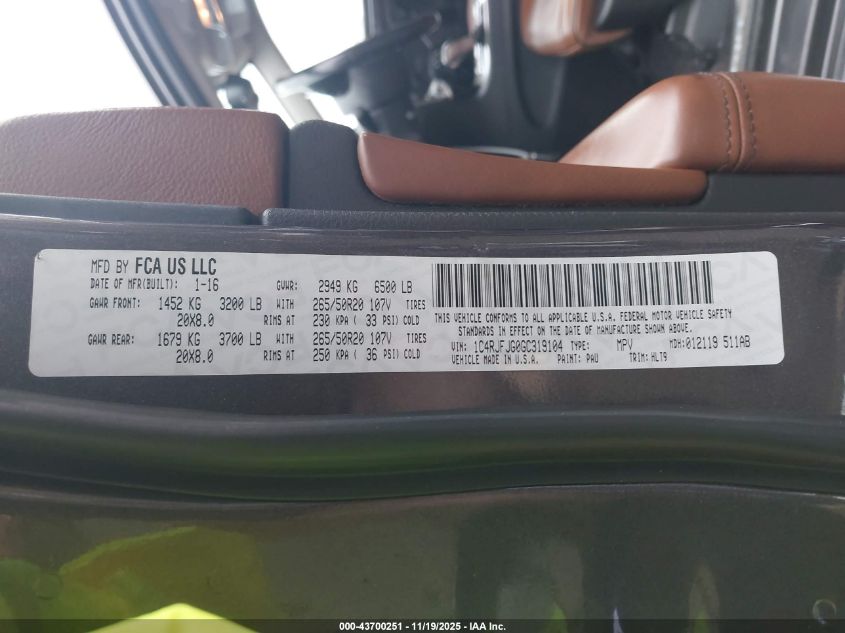 MFD BY FCA US LLC
DATE OF MFR(BUILT): 1-16 GVWR: 2949 KG 6500 LB
GAWR FRONT: 1452 KG 3200 LB WITH 265/50R20 107V TIRES
20X8.0 RIMS AT 230 KPA ( 33 PSI) COLD
GAWR REAR: 1679 KG 3700 LB WITH 265/50R20 107V TIRES
20X8.0 RIMS AT 250 KPA ( 36 PSI) COLD
THIS VEHICLE CONFORMS TO ALL APPLICABLE U.S.A. FEDERAL MOTOR VEHICLE SAFETY
STANDARDS IN EFFECT ON THE DATE OF MANUFACTURE SHOWN ABOVE.
VIN: 1C4RJFJG0GC319104 TYPE: MPV MDH:012119 511AB
VEHICLE MADE IN U.S.A. PAINT: PAU TRIM: HLT9
000-43700251 - 11/19/2025 - IAA Inc.